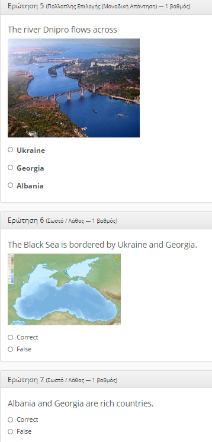 Ερώτηση 5 (Πολλαπλής Επιλογής (Μοναδική Απάντηση) — 1 βαθμός)
The river Dnipro flows across
Ukraine
Georgia
Albania
Ερώτηση 6 (Σωστό / Λάθος — 1 βαθμός)
The Black Sea is bordered by Ukraine and Georgia.
Correct
False
Ερώτηση 7 (Σωστό / Λάθος — 1 βαθμός)
Albania and Georgia are rich countries.
Correct
False